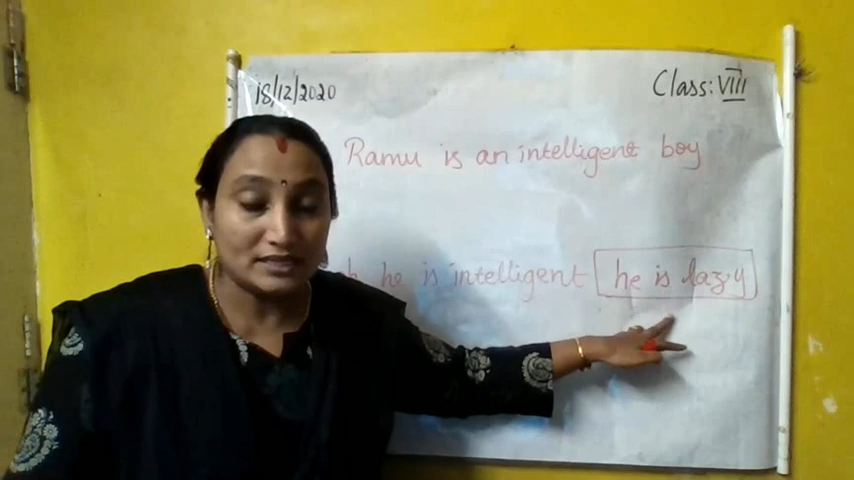 18/12/2020
Class: VIII
Ramu is an intelligent boy
he is intelligent he is lazy